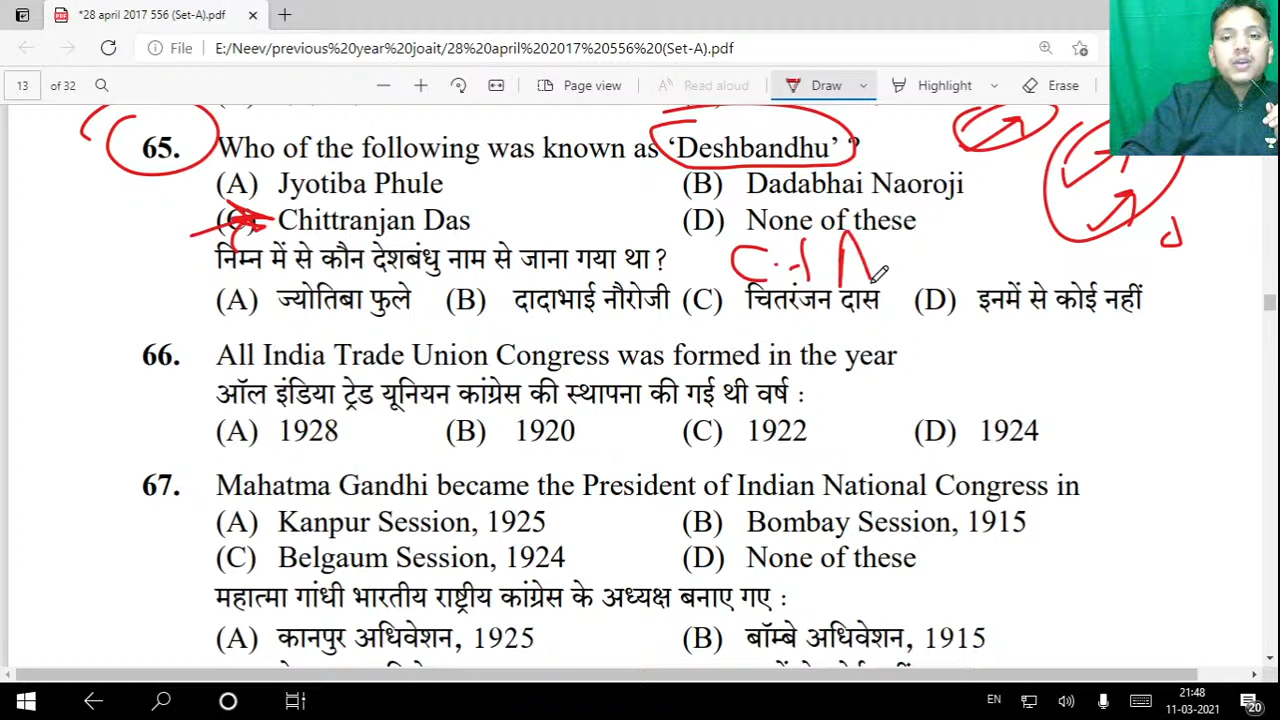 *28 april 2017 556 (Set-A).pdf
File E:/Neev/previous%20year%20joait/28%20april%202017%20556%20(Set-A).pdf
13 of 32 Page view Read aloud Draw Highlight Erase
65. Who of the following was known as ‘Deshbandhu’ ?
(A) Jyotiba Phule (B) Dadabhai Naoroji
(C) Chittranjan Das (D) None of these
निम्न में से कौन देशबंधु नाम से जाना गया था ?
(A) ज्योतिबा फुले (B) दादाभाई नौरोजी (C) चितरंजन दास (D) इनमें से कोई नहीं
66. All India Trade Union Congress was formed in the year
ऑल इंडिया ट्रेड यूनियन कांग्रेस की स्थापना की गई थी वर्ष :
(A) 1928 (B) 1920 (C) 1922 (D) 1924
67. Mahatma Gandhi became the President of Indian National Congress in
(A) Kanpur Session, 1925 (B) Bombay Session, 1915
(C) Belgaum Session, 1924 (D) None of these
महात्मा गांधी भारतीय राष्ट्रीय कांग्रेस के अध्यक्ष बनाए गए :
(A) कानपुर अधिवेशन, 1925 (B) बॉम्बे अधिवेशन, 1915
EN 21:48
11-03-2021 20